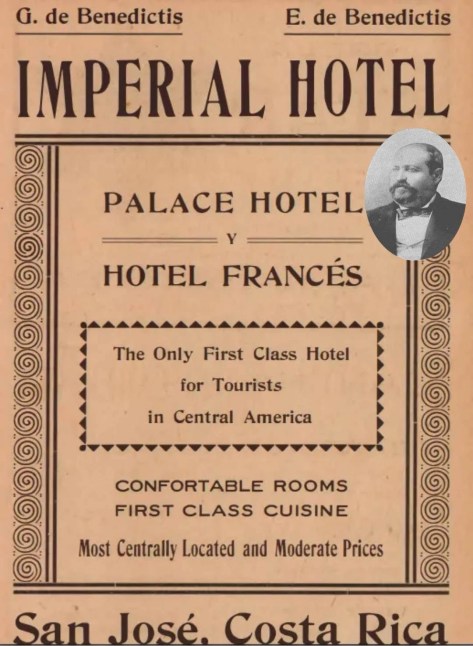 G. de Benedictis E. de Benedictis
IMPERIAL HOTEL
PALACE HOTEL
Y
HOTEL FRANCÉS
The Only First Class Hotel
for Tourists
in Central America
CONFORTABLE ROOMS
FIRST CLASS CUISINE
Most Centrally Located and Moderate Prices
San José. Costa Rica